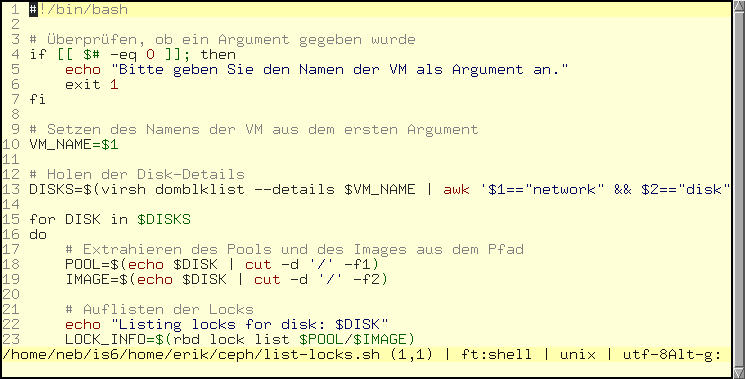 1 #!/bin/bash
2
3 # Überprüfen, ob ein Argument gegeben wurde
4 if [[ $# -eq 0 ]]; then
5     echo "Bitte geben Sie den Namen der VM als Argument an."
6     exit 1
7 fi
8
9 # Setzen des Namens der VM aus dem ersten Argument
10 VM_NAME=$1
11
12 # Holen der Disk-Details
13 DISKS=$(virsh domblklist --details $VM_NAME | awk '$1=="network" && $2=="disk"
14
15 for DISK in $DISKS
16 do
17     # Extrahieren des Pools und des Images aus dem Pfad
18     POOL=$(echo $DISK | cut -d '/' -f1)
19     IMAGE=$(echo $DISK | cut -d '/' -f2)
20
21     # Auflisten der Locks
22     echo "Listing locks for disk: $DISK"
23     LOCK_INFO=$(rbd lock list $POOL/$IMAGE)
/home/neb/is6/home/erik/ceph/list-locks.sh (1,1) | ft:shell | unix | utf-8Alt-g: